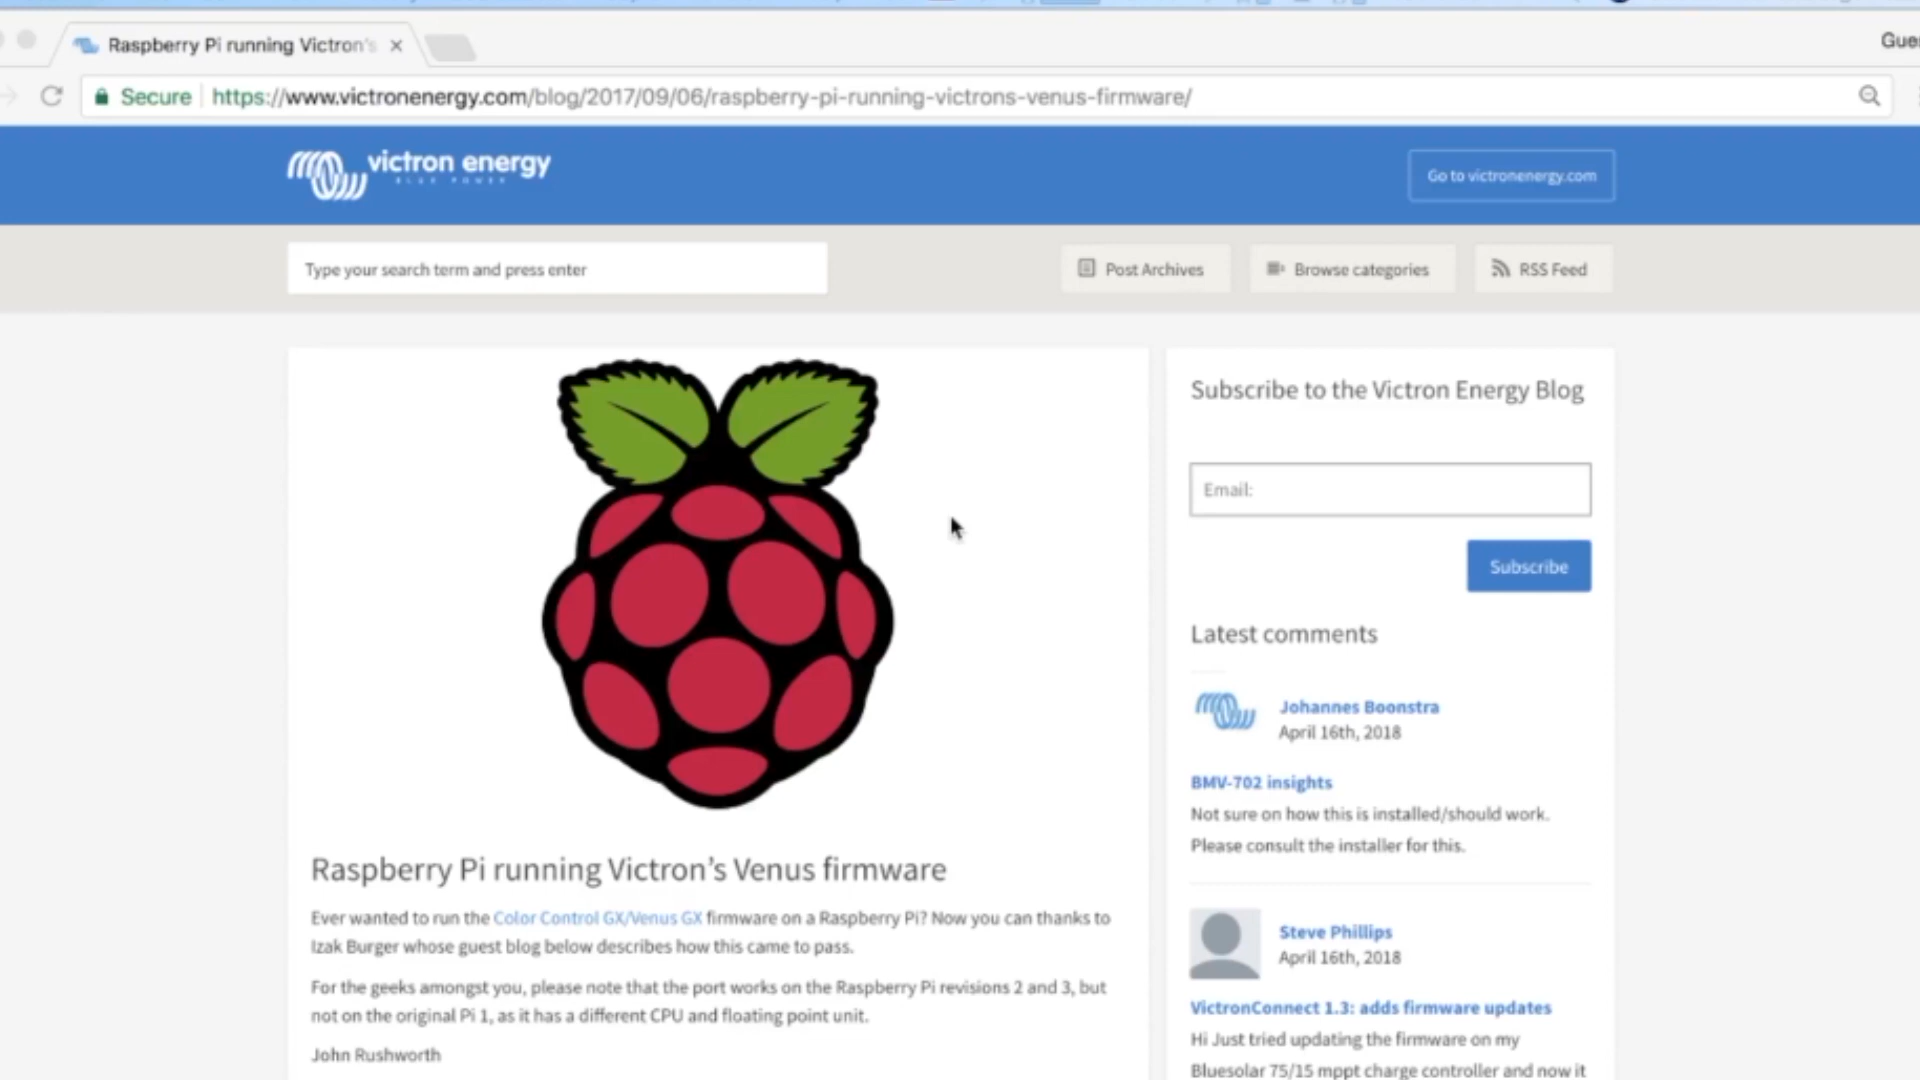 Raspberry Pi running Victron's
Secure
https://www.victronenergy.com/blog/2017/09/06/raspberry-pi-running-victrons-venus-firmware/
victron energy
BLUE POWER
Go to victronenergy.com
Type your search term and press enter
Post Archives
Browse categories
RSS Feed
Raspberry Pi running Victron’s Venus firmware
Ever wanted to run the Color Control GX/Venus GX firmware on a Raspberry Pi? Now you can thanks to
Izak Burger whose guest blog below describes how this came to pass.
For the geeks amongst you, please note that the port works on the Raspberry Pi revisions 2 and 3, but
not on the original Pi 1, as it has a different CPU and floating point unit.
John Rushworth
Subscribe to the Victron Energy Blog
Email:
Subscribe
Latest comments
Johannes Boonstra
April 16th, 2018
BMV-702 insights
Not sure on how this is installed/should work.
Please consult the installer for this.
Steve Phillips
April 16th, 2018
VictronConnect 1.3: adds firmware updates
Hi Just tried updating the firmware on my
Bluesolar 75/15 mppt charge controller and now it